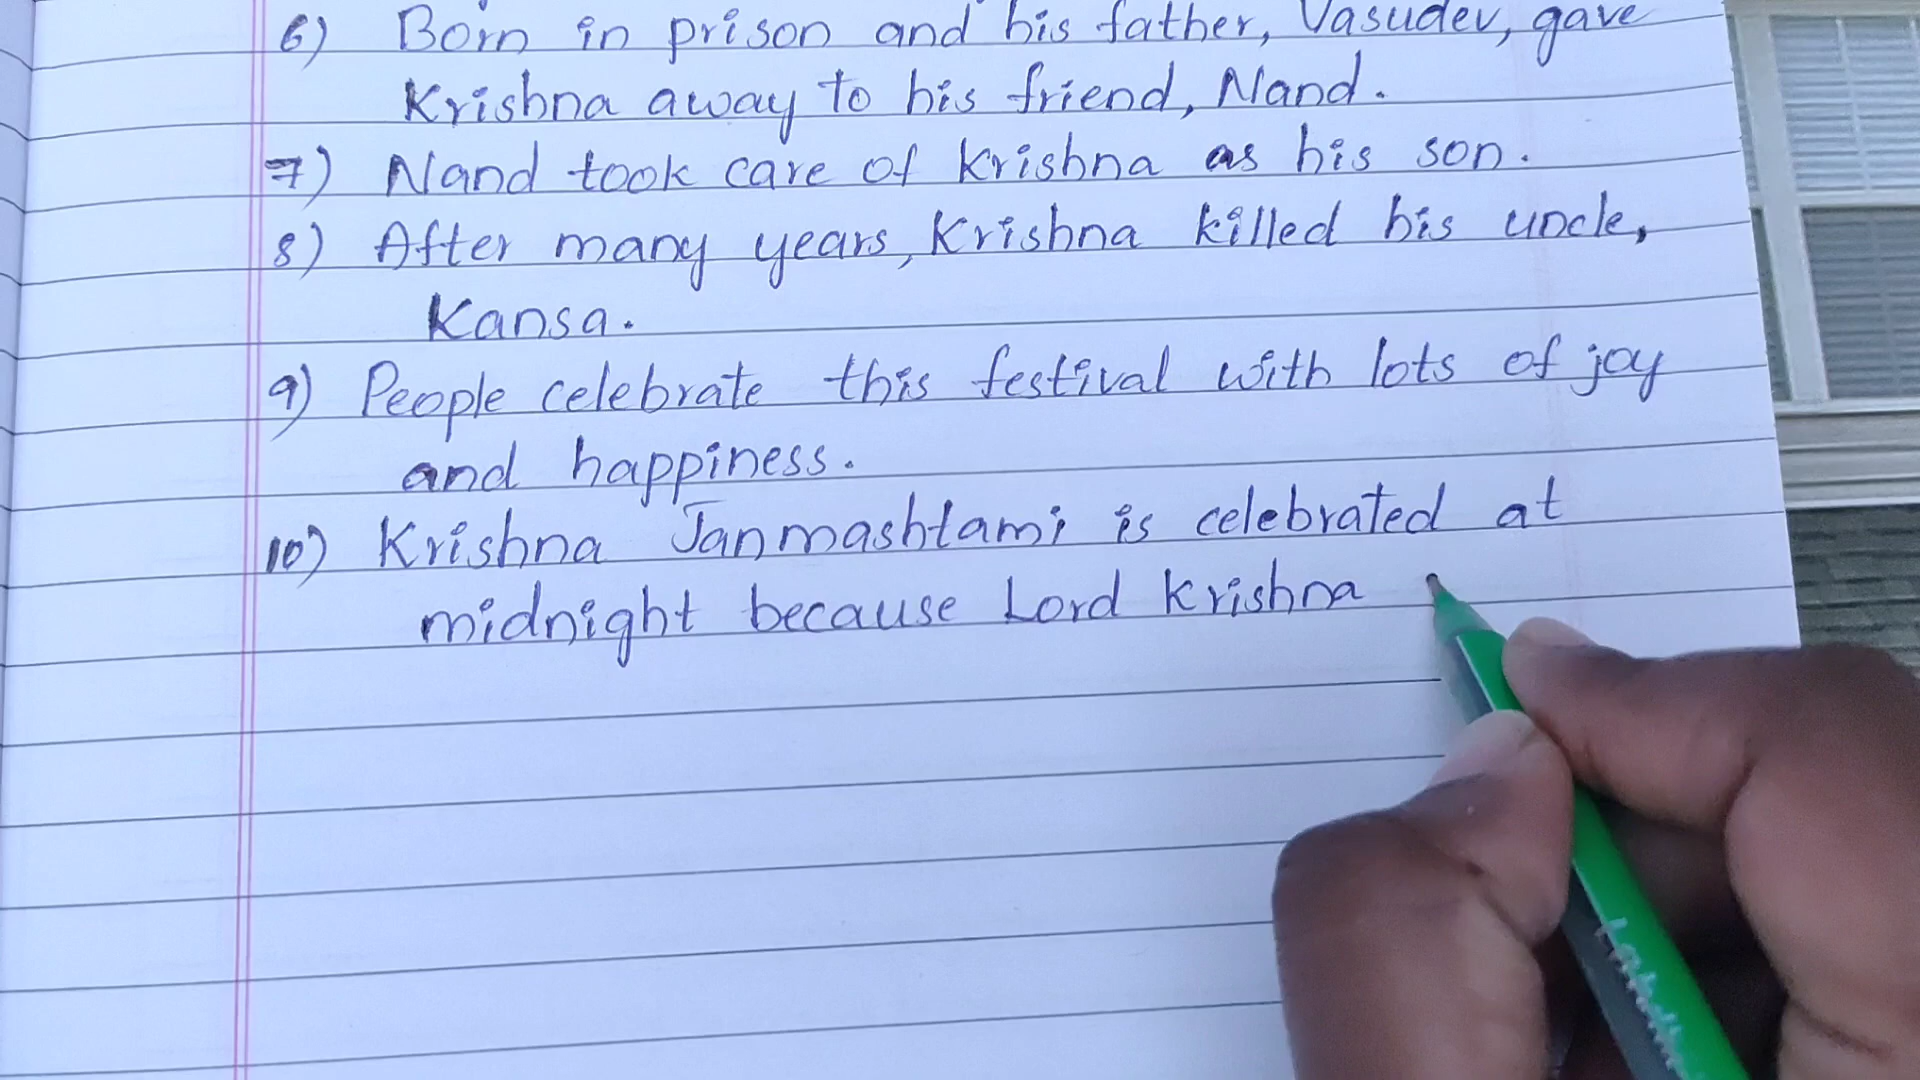 6) Born in prison and his father, Vasudev, gave
Krishna away to his friend, Nand.
7) Nand took care of Krishna as his son.
8) After many years, Krishna killed his uncle,
Kansa.
9) People celebrate this festival with lots of joy
and happiness.
10) Krishna Janmashtami is celebrated at
midnight because Lord Krishna